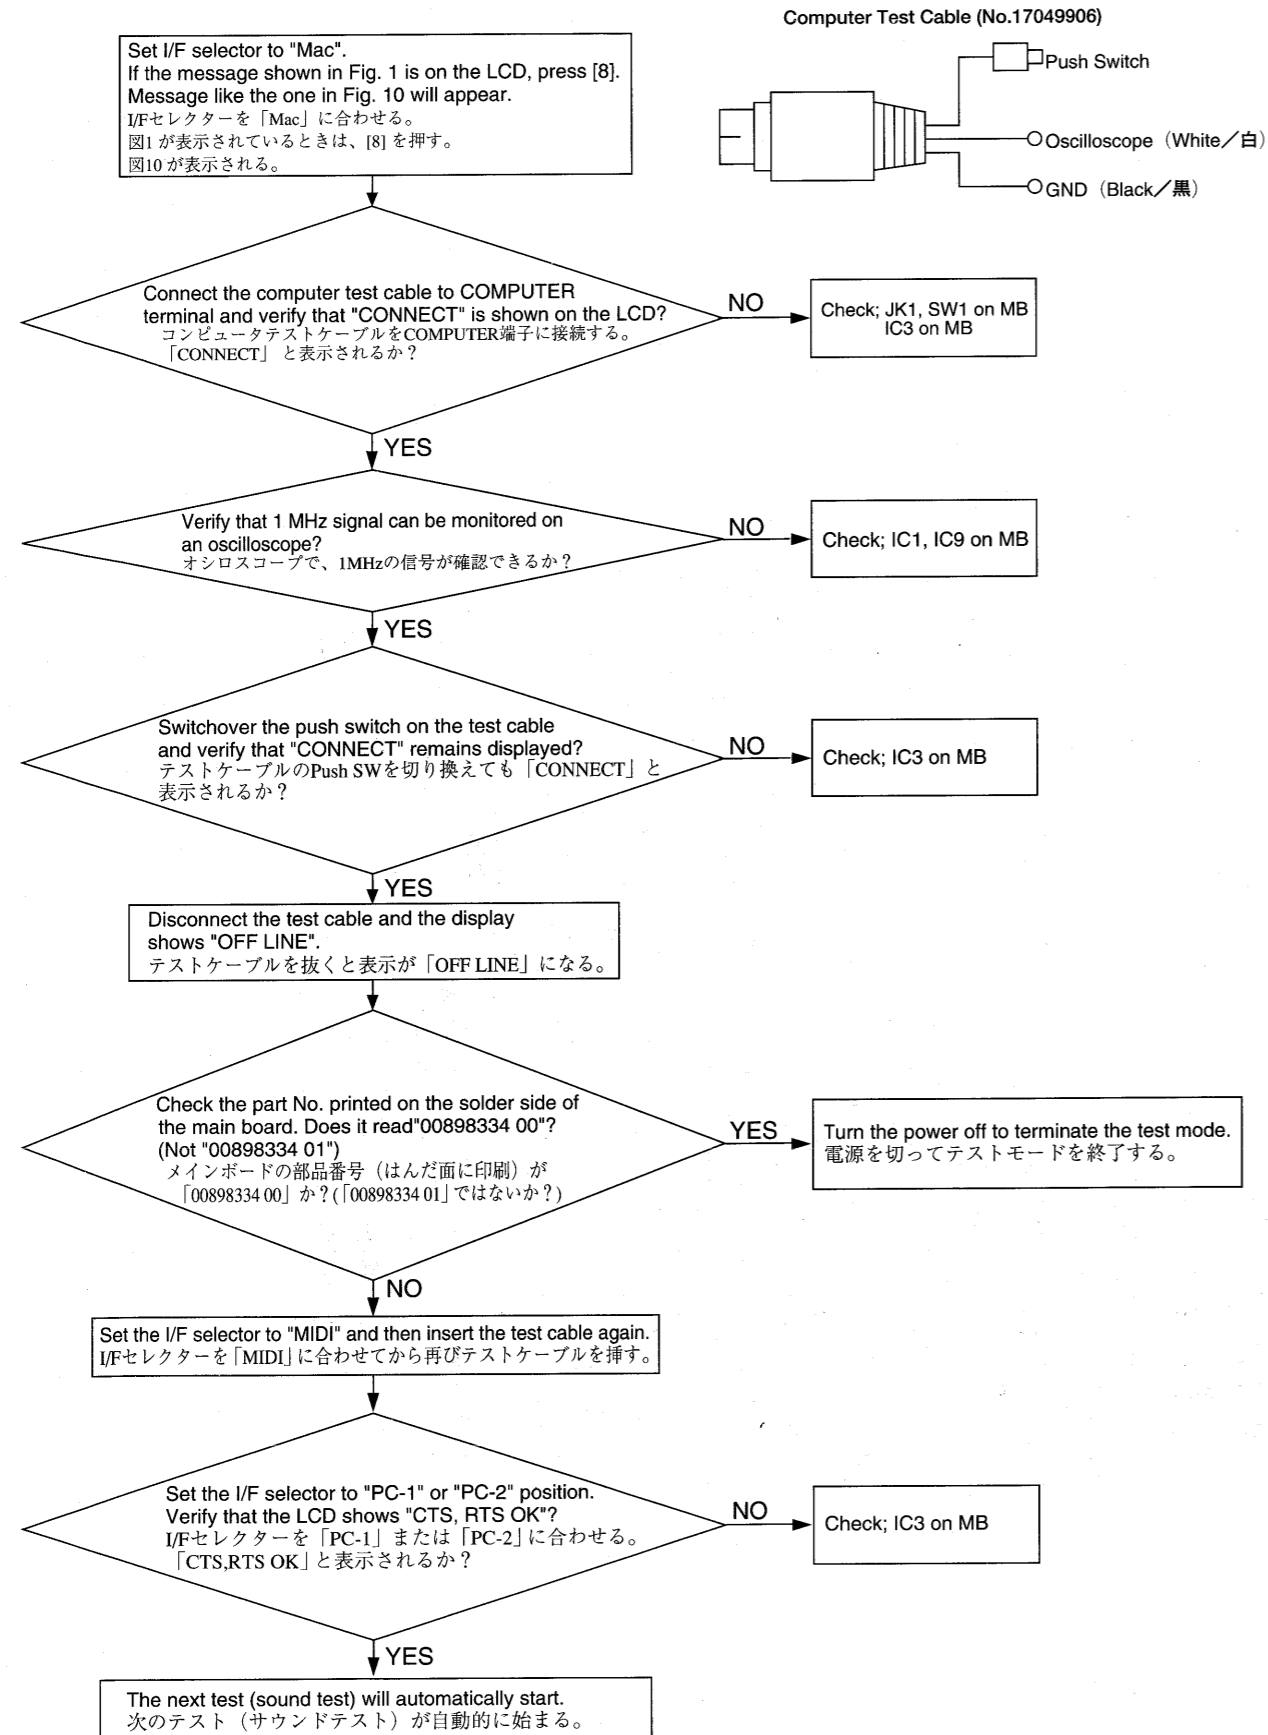 Computer Test Cable (No.17049906)
Push Switch
Oscilloscope（White／白）
GND（Black／黒）
Set I/F selector to "Mac".
If the message shown in Fig. 1 is on the LCD, press [8].
Message like the one in Fig. 10 will appear.
I/Fセレクターを「Mac」に合わせる。
図1 が表示されているときは、[8] を押す。
図10 が表示される。
Connect the computer test cable to COMPUTER
terminal and verify that "CONNECT" is shown on the LCD?
コンピュータテストケーブルをCOMPUTER端子に接続する。
「CONNECT」 と表示されるか？
NO
Check; JK1, SW1 on MB
IC3 on MB
YES
Verify that 1 MHz signal can be monitored on
an oscilloscope?
オシロスコープで、1MHzの信号が確認できるか？
NO
Check; IC1, IC9 on MB
YES
Switchover the push switch on the test cable
and verify that "CONNECT" remains displayed?
テストケーブルのPush SWを切り換えても「CONNECT」と
表示されるか？
NO
Check; IC3 on MB
YES
Disconnect the test cable and the display
shows "OFF LINE".
テストケーブルを抜くと表示が「OFF LINE」になる。
Check the part No. printed on the solder side of
the main board. Does it read"00898334 00"?
(Not "00898334 01")
メインボードの部品番号（はんだ面に印刷）が
「00898334 00」か？(「00898334 01」ではないか？)
YES
Turn the power off to terminate the test mode.
電源を切ってテストモードを終了する。
NO
Set the I/F selector to "MIDI" and then insert the test cable again.
I/Fセレクターを「MIDI」に合わせてから再びテストケーブルを挿す。
Set the I/F selector to "PC-1" or "PC-2" position.
Verify that the LCD shows "CTS, RTS OK"?
I/Fセレクターを「PC-1」または「PC-2」に合わせる。
「CTS,RTS OK」と表示されるか？
NO
Check; IC3 on MB
YES
The next test (sound test) will automatically start.
次のテスト（サウンドテスト）が自動的に始まる。